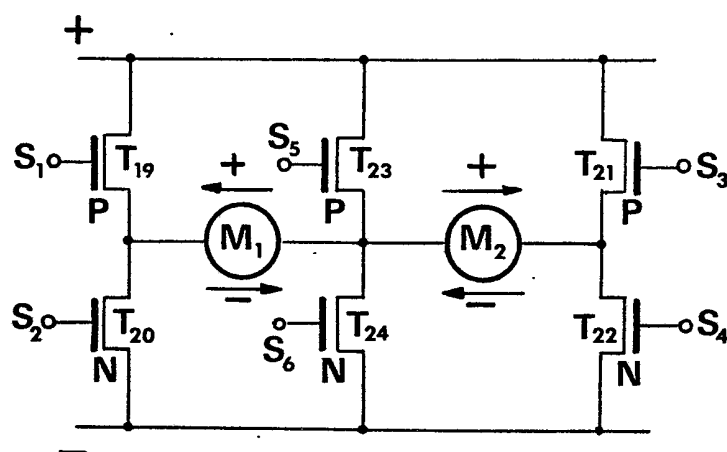 +
S5
S1 T19 + T23 + T21 S3
P P P
M1 M2
S2 T20 − T24 − T22 S4
S6
N N N
−